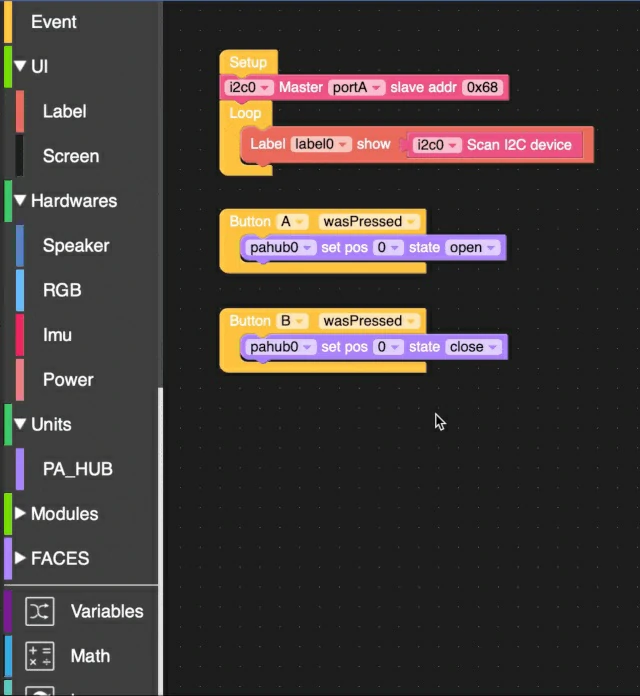 Event
UI
Label
Screen
Hardwares
Speaker
RGB
Imu
Power
Units
PA_HUB
Modules
FACES
Variables
Math
Setup
i2c0 Master portA slave addr 0x68
Loop
Label label0 show i2c0 Scan I2C device
Button A wasPressed
pahub0 set pos 0 state open
Button B wasPressed
pahub0 set pos 0 state close